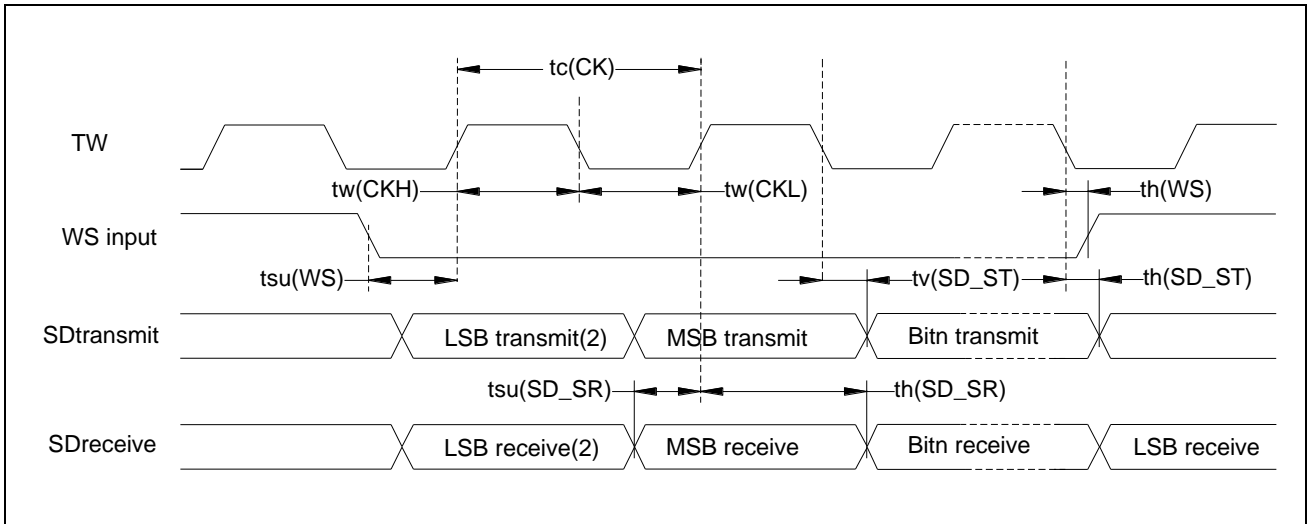 tc(CK)
TW
tw(CKH) tw(CKL) th(WS)
WS input
tsu(WS) tv(SD_ST) th(SD_ST)
SDtransmit LSB transmit(2) MSB transmit Bitn transmit
tsu(SD_SR) th(SD_SR)
SDreceive LSB receive(2) MSB receive Bitn receive LSB receive